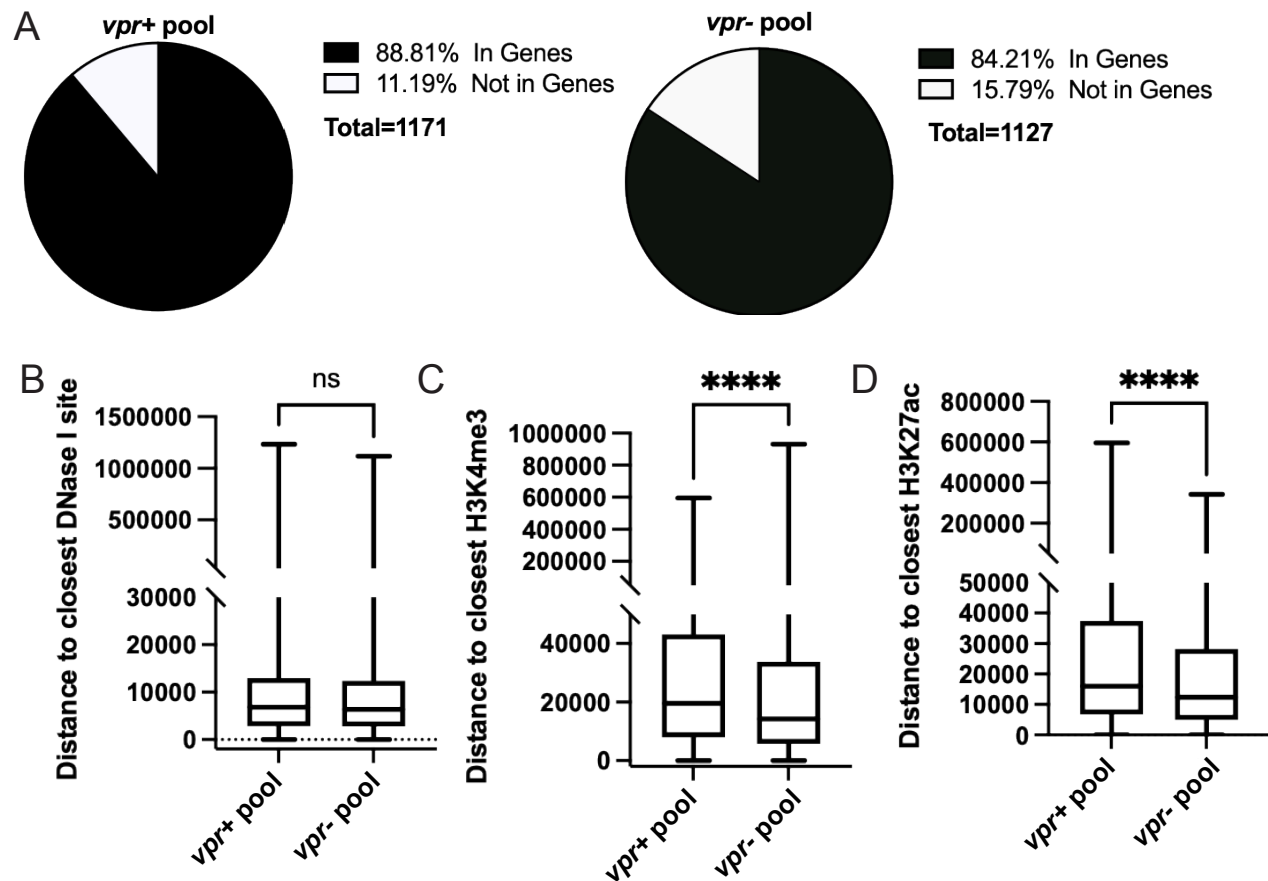 A
vpr+ pool
88.81% In Genes
11.19% Not in Genes
Total=1171
vpr- pool
84.21% In Genes
15.79% Not in Genes
Total=1127
B
Distance to closest DNase I site
ns
1500000
1000000
500000
30000
20000
10000
0
vpr+ pool
vpr- pool
C
Distance to closest H3K4me3
****
1000000
800000
600000
400000
200000
40000
20000
0
vpr+ pool
vpr- pool
D
Distance to closest H3K27ac
****
800000
600000
400000
200000
50000
40000
30000
20000
10000
0
vpr+ pool
vpr- pool